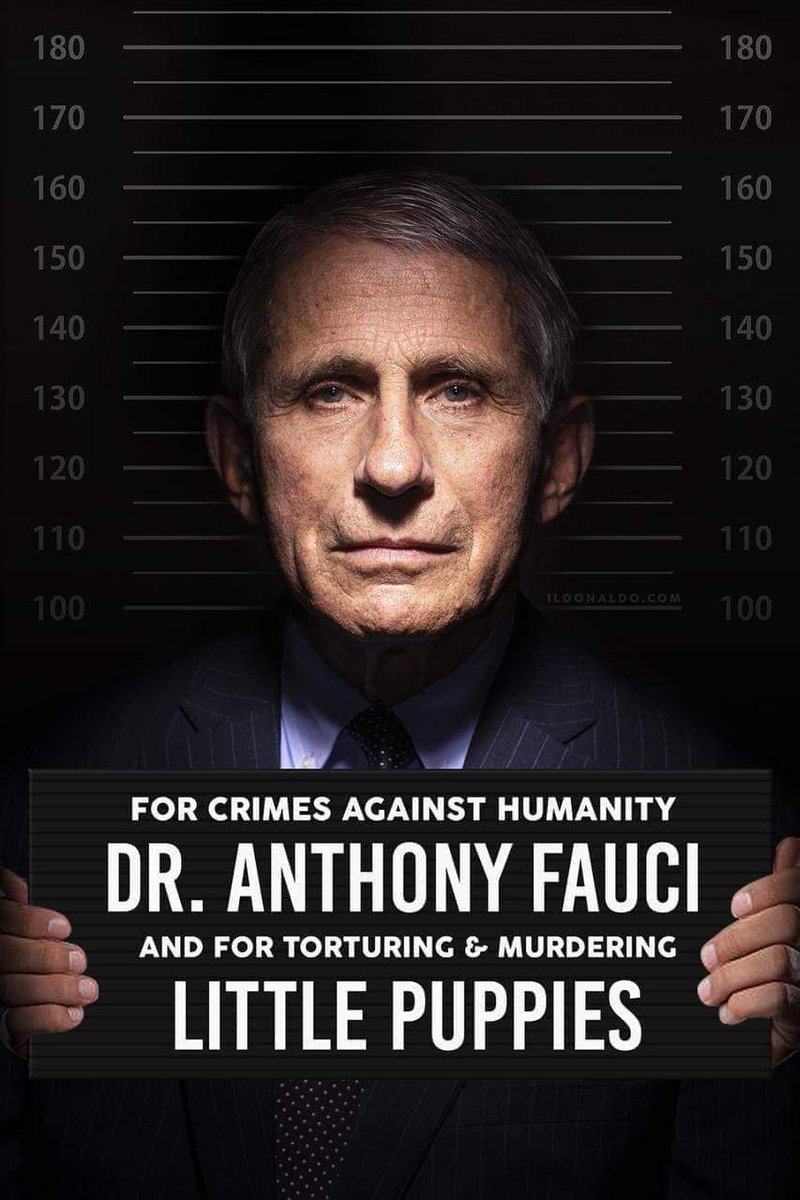 180 180
170 170
160 160
150 150
140 140
130 130
120 120
110 110
ILDONALDO.COM
100 100
FOR CRIMES AGAINST HUMANITY
DR. ANTHONY FAUCI
AND FOR TORTURING & MURDERING
LITTLE PUPPIES